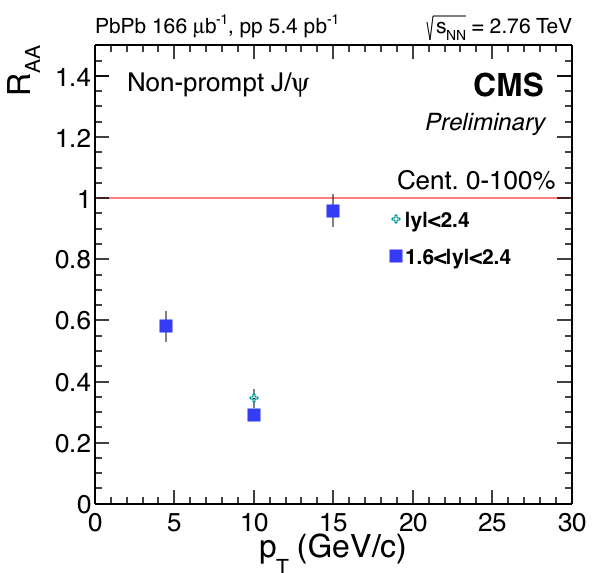 PbPb 166 μb⁻¹, pp 5.4 pb⁻¹ √sNN = 2.76 TeV
RAA
Non-prompt J/ψ
CMS
Preliminary
Cent. 0-100%
|y|<2.4
1.6<|y|<2.4
1.4
1.2
1
0.8
0.6
0.4
0.2
0
0 5 10 15 20 25 30
pT (GeV/c)